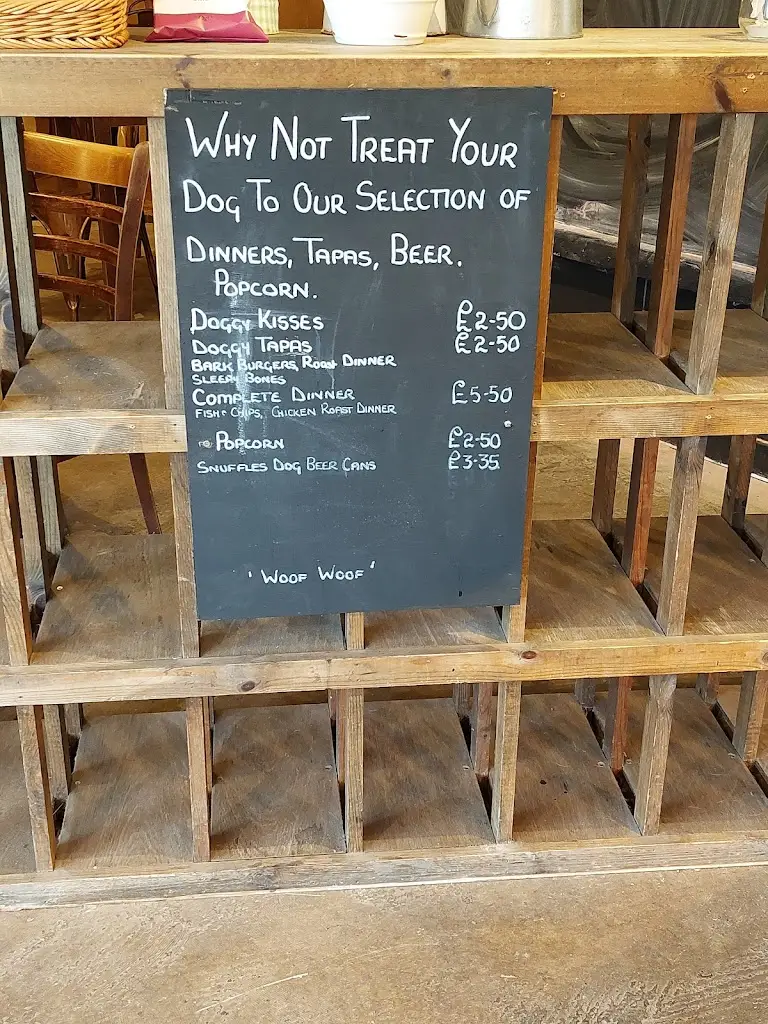 WHY NOT TREAT YOUR
DOG TO OUR SELECTION OF
DINNERS, TAPAS, BEER.
POPCORN.
DOGGY KISSES £2-50
DOGGY TAPAS £2-50
BARK BURGERS, ROAST DINNER
SLEEPY BONES
COMPLETE DINNER £5-50
FISH & CHIPS, CHICKEN ROAST DINNER
POPCORN £2-50
SNUFFLES DOG BEER CANS £3-35
' WOOF WOOF '